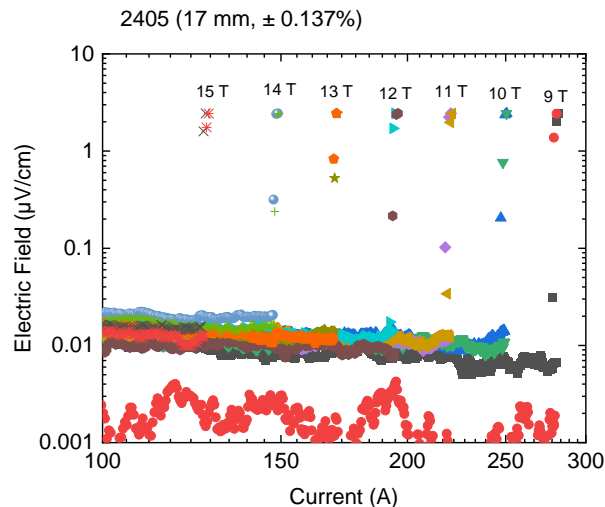 2405 (17 mm, ± 0.137%)
10
15 T
14 T
13 T
12 T
11 T
10 T
9 T
1
0.1
0.01
0.001
Electric Field (µV/cm)
100
150
200
250
300
Current (A)